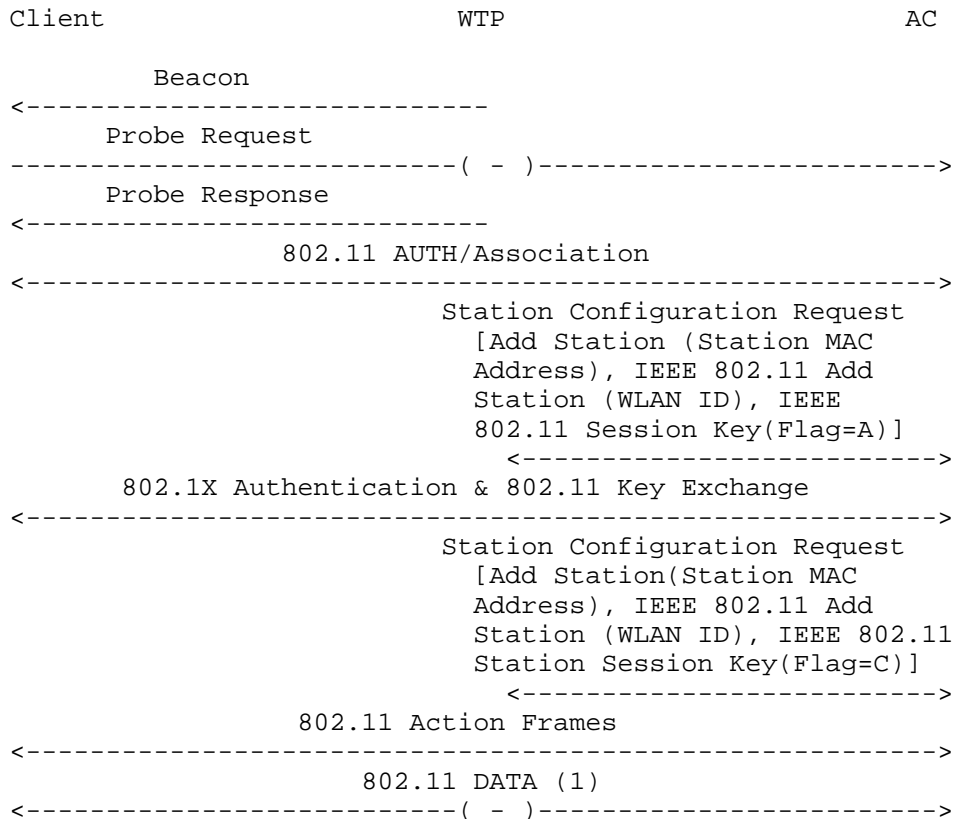 Client WTP AC
Beacon
<-----------------------------
Probe Request
----------------------------( - )------------------------->
Probe Response
<-----------------------------
802.11 AUTH/Association
<--------------------------------------------------------->
Station Configuration Request
[Add Station (Station MAC
Address), IEEE 802.11 Add
Station (WLAN ID), IEEE
802.11 Session Key(Flag=A)]
<-------------------------->
802.1X Authentication & 802.11 Key Exchange
<--------------------------------------------------------->
Station Configuration Request
[Add Station(Station MAC
Address), IEEE 802.11 Add
Station (WLAN ID), IEEE 802.11
Station Session Key(Flag=C)]
<-------------------------->
802.11 Action Frames
<--------------------------------------------------------->
802.11 DATA (1)
<---------------------------( - )------------------------->